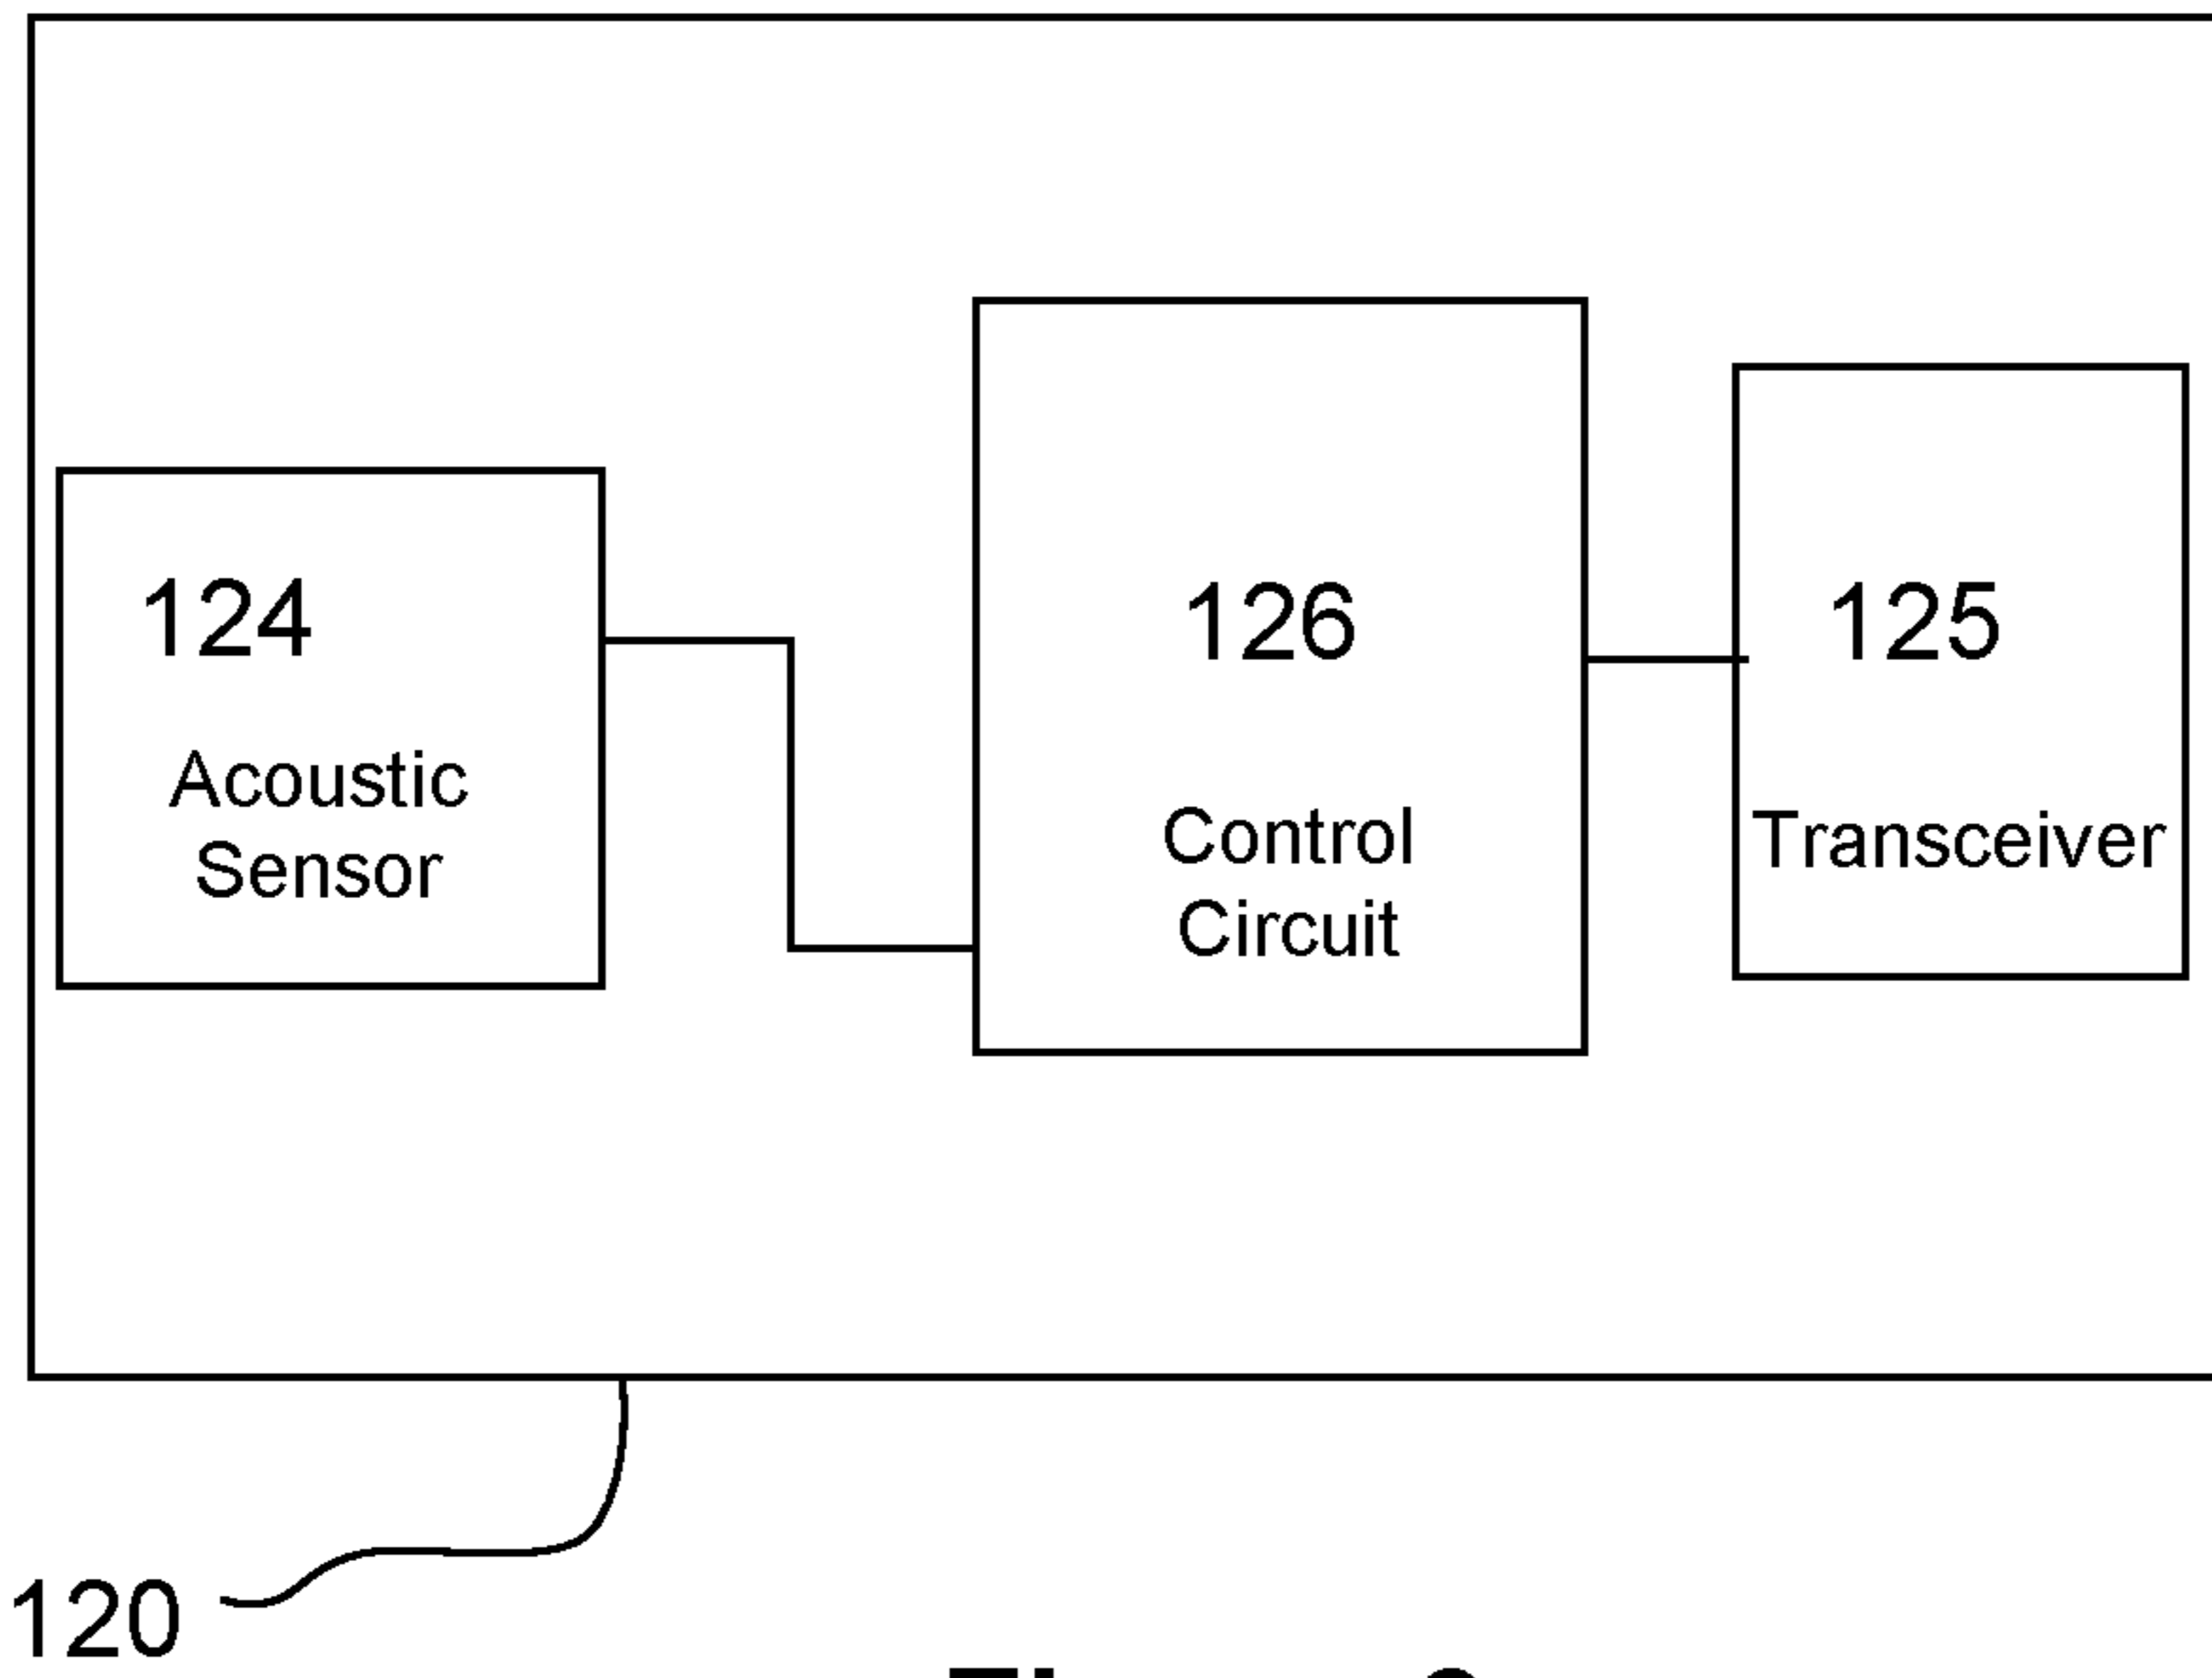 124
Acoustic
Sensor
126
Control
Circuit
125
Transceiver
120